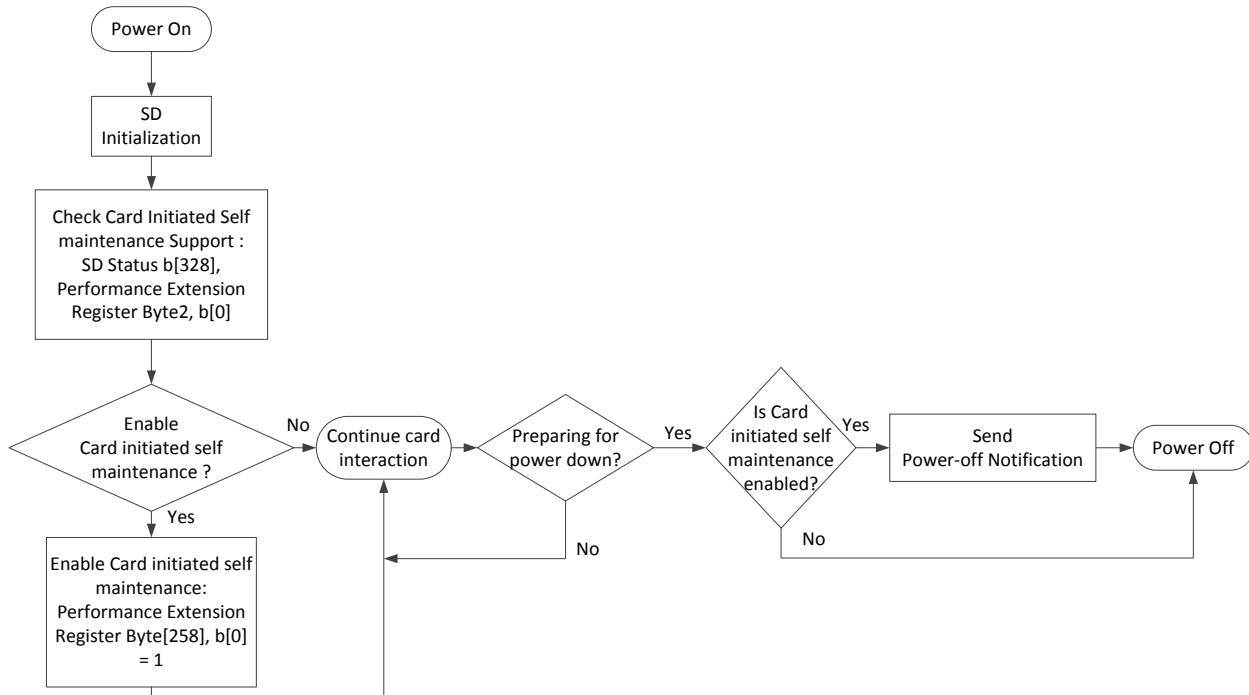 Power On
SD
Initialization
Check Card Initiated Self
maintenance Support :
SD Status b[328],
Performance Extension
Register Byte2, b[0]
Enable
Card initiated self
maintenance ?
No
Yes
Enable Card initiated self
maintenance:
Performance Extension
Register Byte[258], b[0]
= 1
Continue card
interaction
Preparing for
power down?
Yes
No
Is Card
initiated self
maintenance
enabled?
Yes
No
Send
Power-off Notification
Power Off